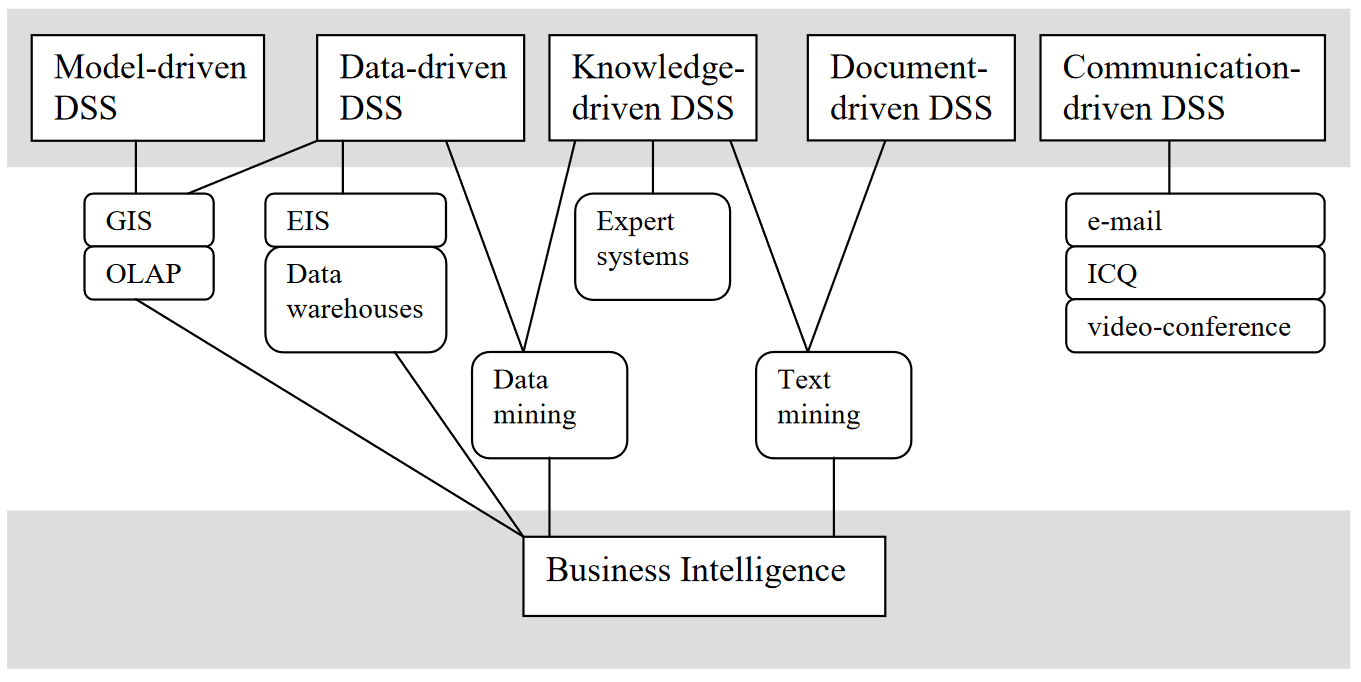 Model-driven
DSS
Data-driven
DSS
Knowledge-
driven DSS
Document-
driven DSS
Communication-
driven DSS
GIS
OLAP
EIS
Data
warehouses
Expert
systems
e-mail
ICQ
video-conference
Data
mining
Text
mining
Business Intelligence